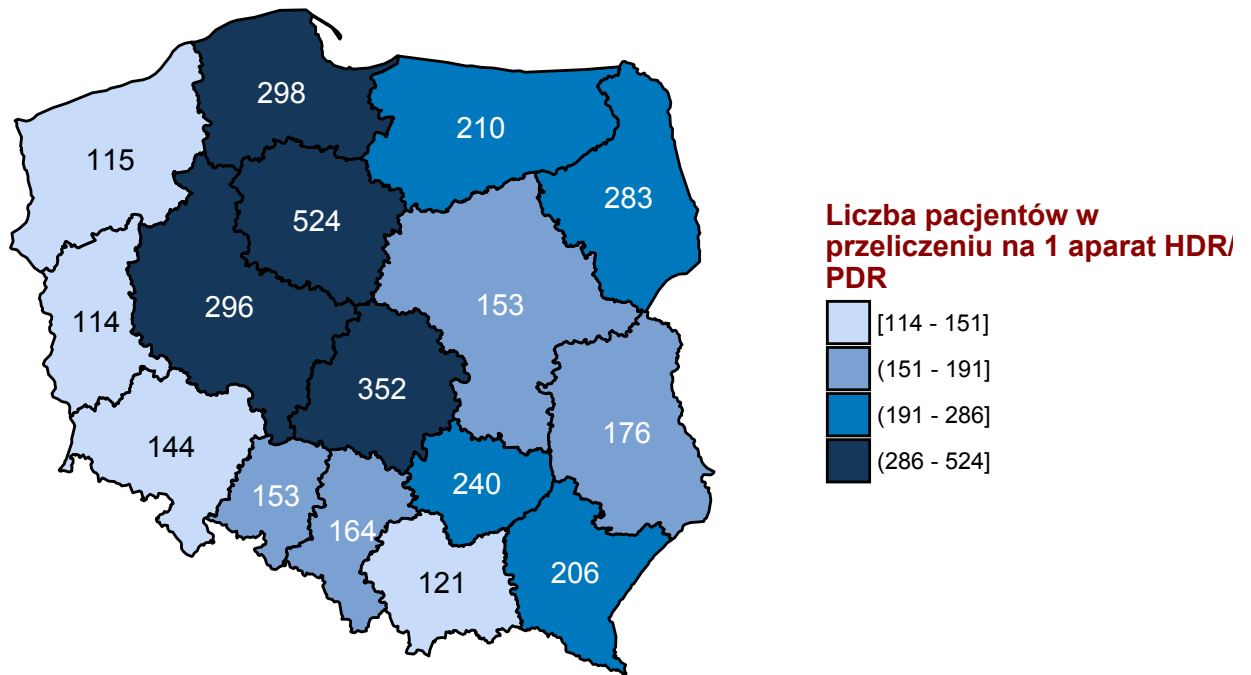 298
210
115
283
524
296
153
114
352
176
144
240
153
164
206
121
Liczba pacjentów w
przeliczeniu na 1 aparat HDR/
PDR
[114 - 151]
(151 - 191]
(191 - 286]
(286 - 524]